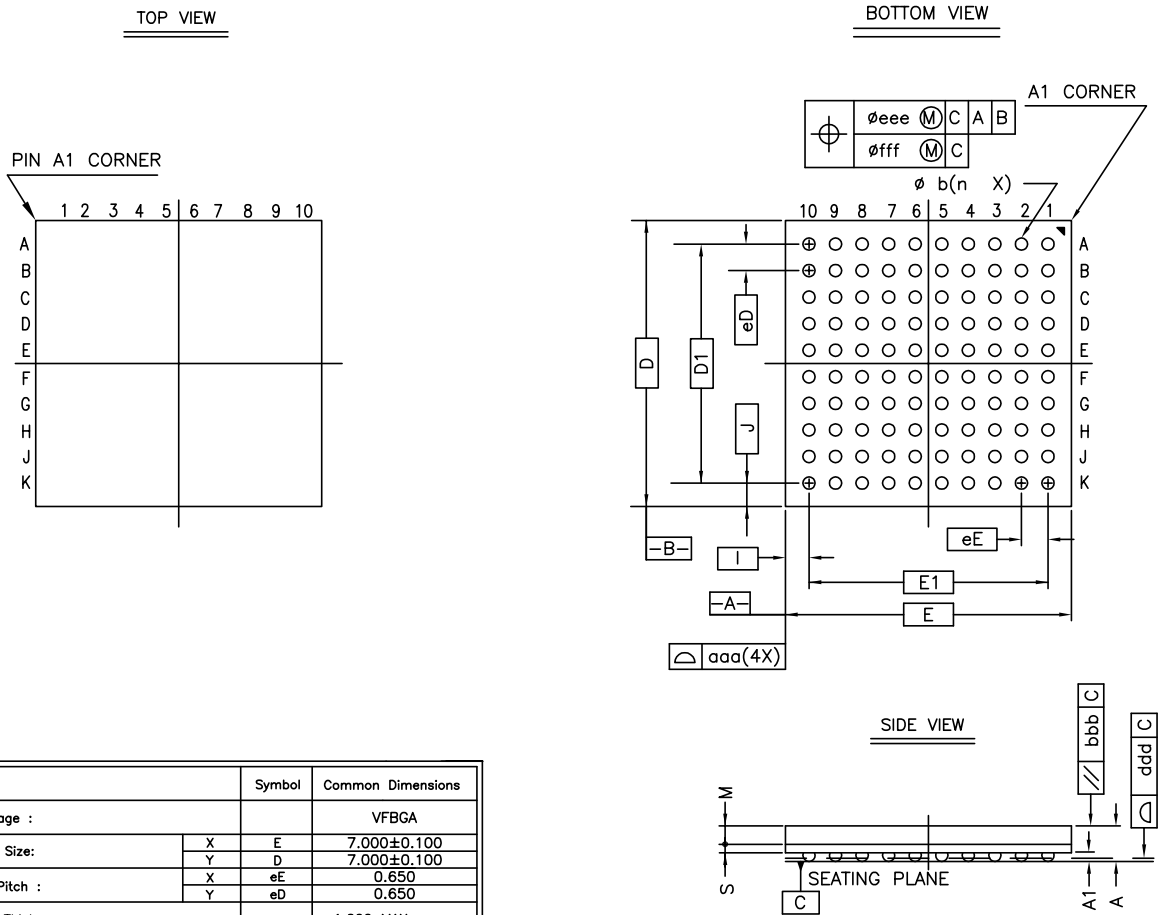 TOP VIEW
BOTTOM VIEW
A1 CORNER
øeee Ⓜ C A B
øfff Ⓜ C
PIN A1 CORNER
ø b(n X)
1 2 3 4 5 6 7 8 9 10
10 9 8 7 6 5 4 3 2 1
A
B
C
D
E
F
G
H
J
K
A
B
C
D
E
F
G
H
J
K
eD
D
D1
J
eE
-B-
I
E1
-A-
E
aaa(4X)
SIDE VIEW
// bbb C
ddd C
M
S
SEATING PLANE
C
A1
A
Symbol Common Dimensions
age : VFBGA
Size: X E 7.000±0.100
Y D 7.000±0.100
Pitch : X eE 0.650
Y eD 0.650